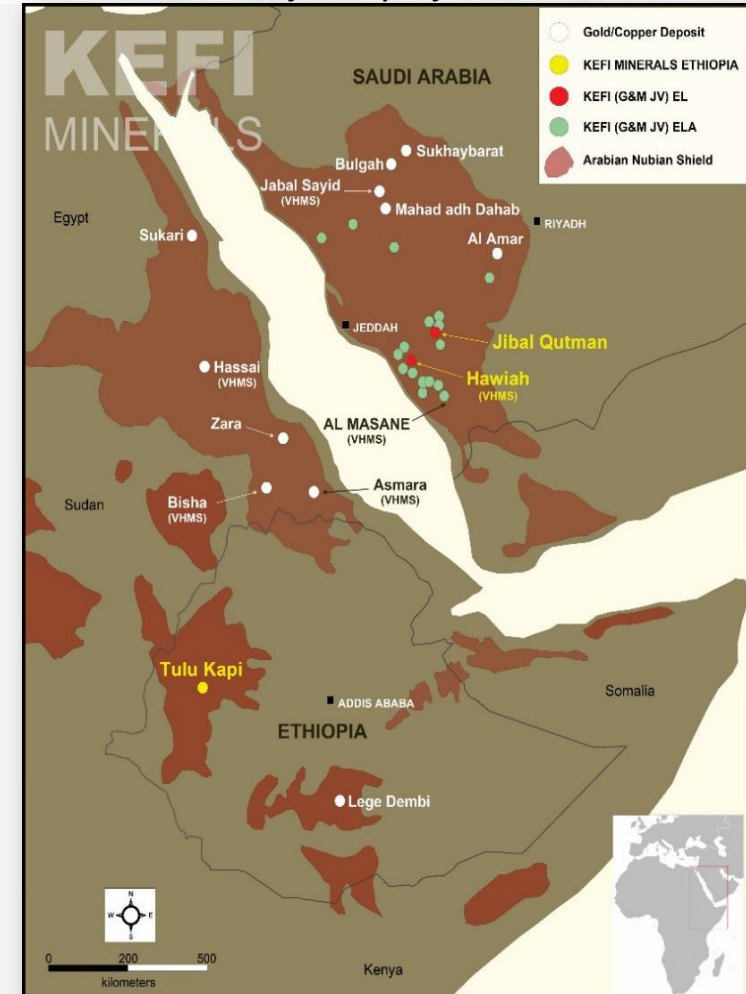 KEFI
MINERALS
SAUDI ARABIA
Gold/Copper Deposit
KEFI MINERALS ETHIOPIA
KEFI (G&M JV) EL
KEFI (G&M JV) ELA
Arabian Nubian Shield
Sukhaybarat
Bulgah
Jabal Sayid
(VHMS)
Mahad adh Dahab
Egypt
Sukari
RIYADH
Al Amar
JEDDAH
Jibal Qutman
Hassai
(VHMS)
Hawiah
(VHMS)
Zara
AL MASANE
(VHMS)
Sudan
Bisha
(VHMS)
Asmara
(VHMS)
Tulu Kapi
ADDIS ABABA
Somalia
ETHIOPIA
Lege Dembi
N
W E
S
0 200 500
kilometers
Kenya